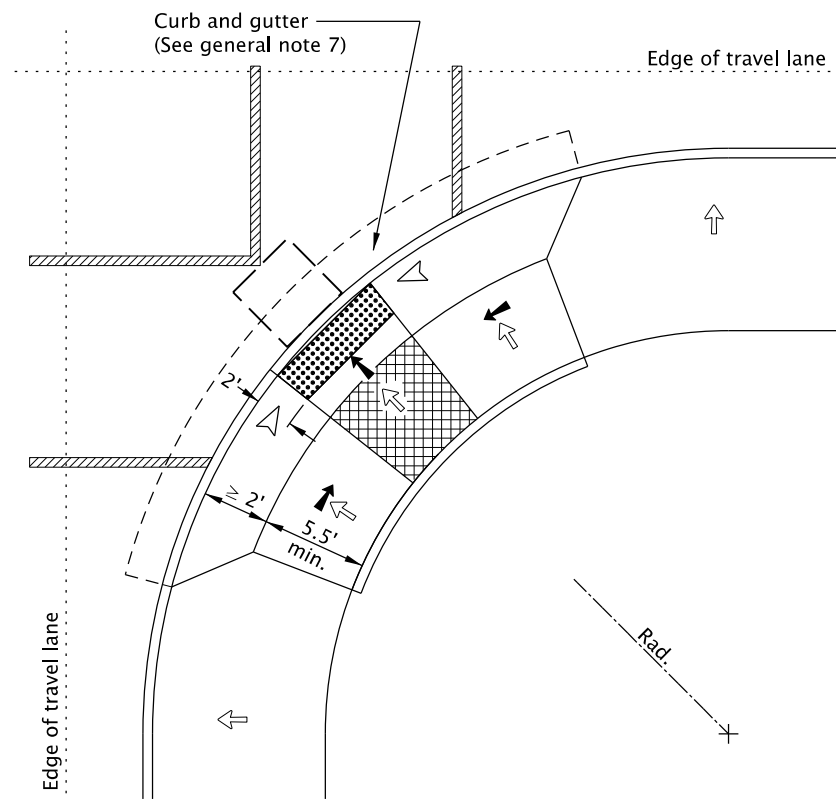 Curb and gutter
(See general note 7)
Edge of travel lane
2'
≥ 2'
5.5'
min.
Rad.
Edge of travel lane